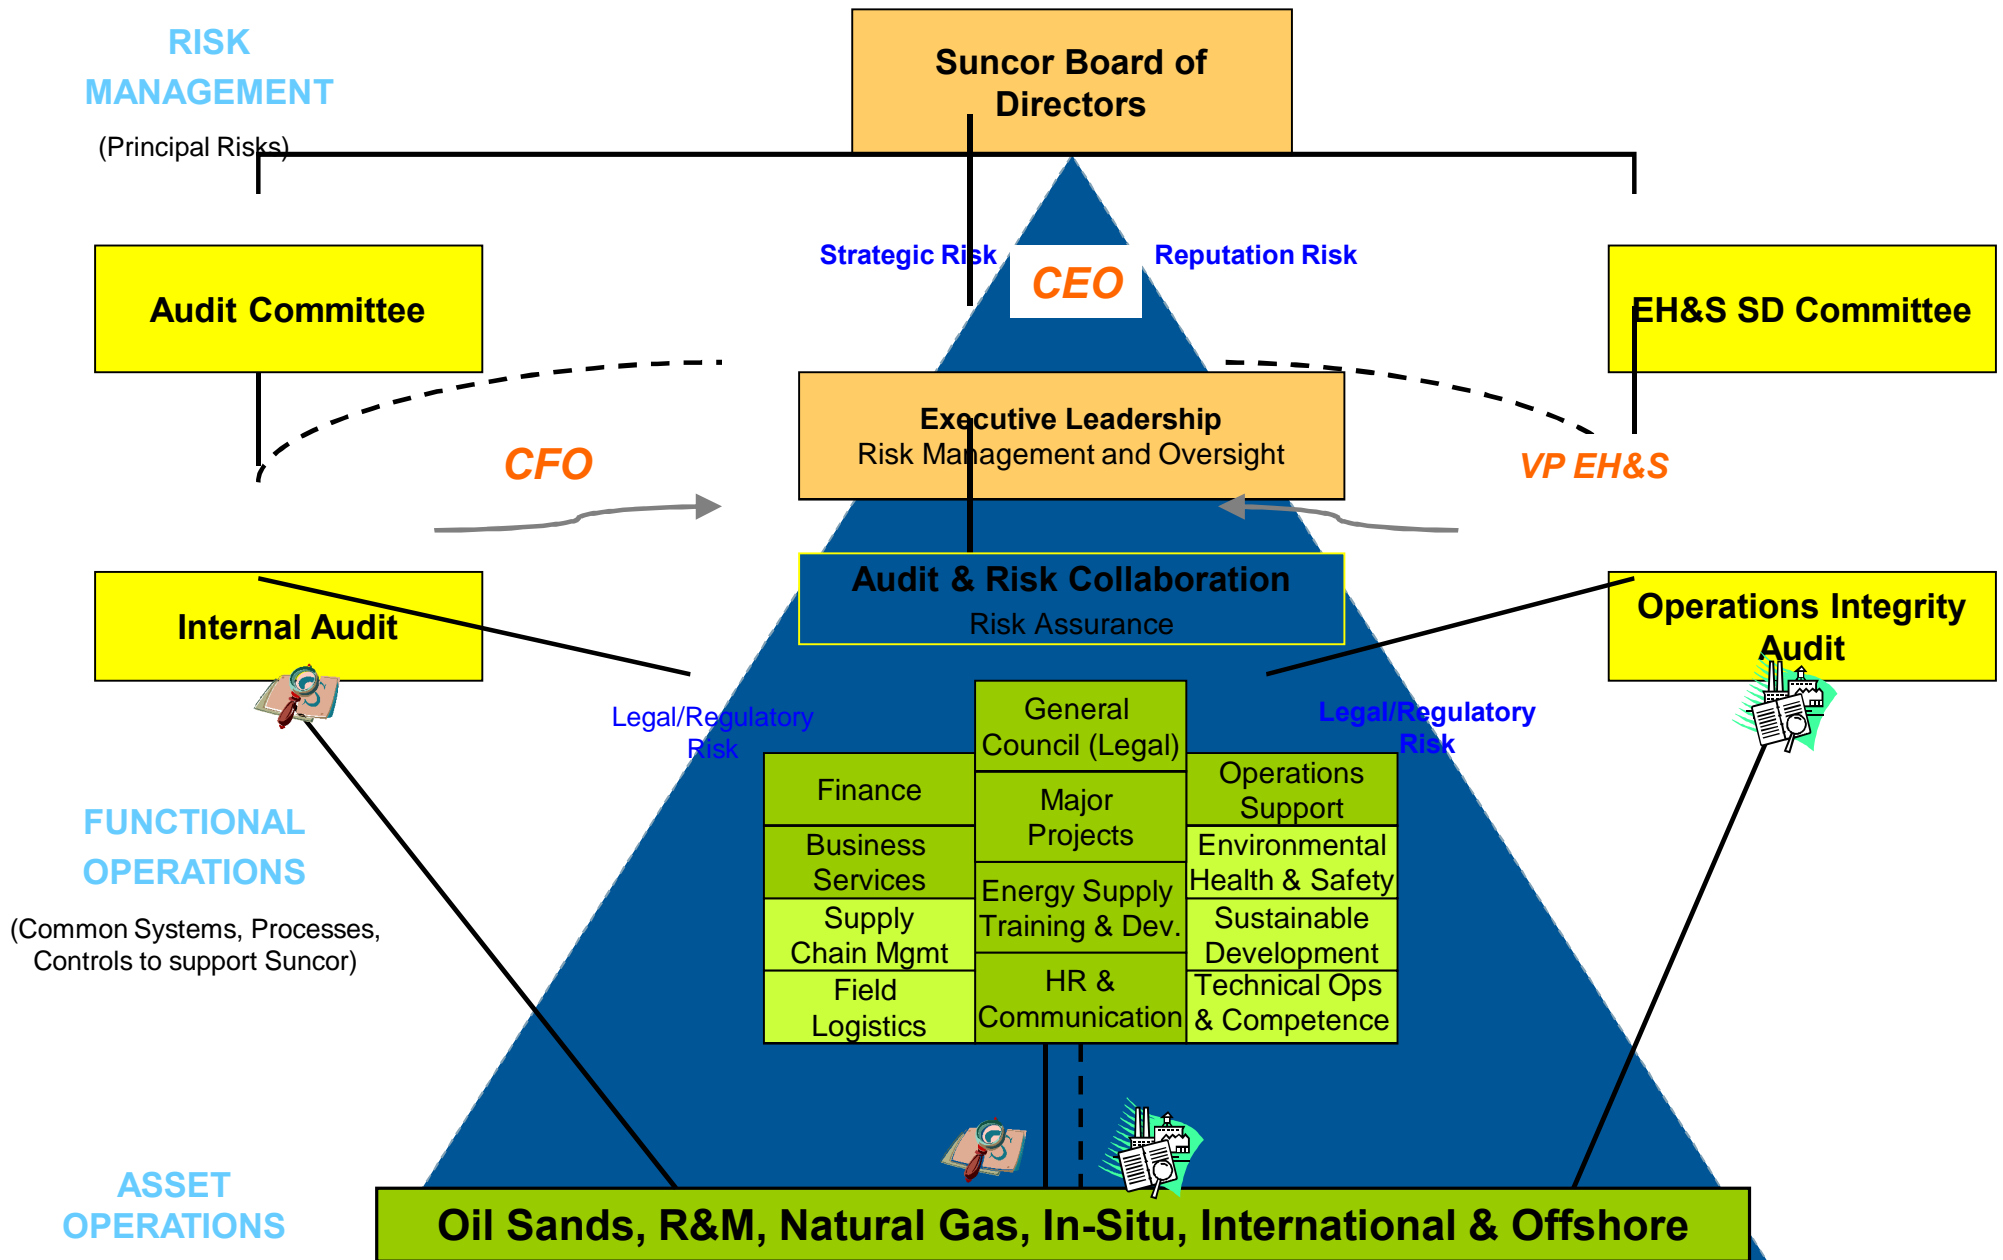 RISK
MANAGEMENT
(Principal Risks)
Suncor Board of
Directors
Strategic Risk
CEO
Reputation Risk
Audit Committee
EH&S SD Committee
Executive Leadership
Risk Management and Oversight
CFO
VP EH&S
Audit & Risk Collaboration
Risk Assurance
Internal Audit
Operations Integrity
Audit
Legal/Regulatory
Risk
Legal/Regulatory
Risk
General
Council (Legal)
Major
Projects
Energy Supply
Training & Dev.
HR &
Communication
Finance
Business
Services
Supply
Chain Mgmt
Field
Logistics
Operations
Support
Environmental
Health & Safety
Sustainable
Development
Technical Ops
& Competence
FUNCTIONAL
OPERATIONS
(Common Systems, Processes,
Controls to support Suncor)
ASSET
OPERATIONS
Oil Sands, R&M, Natural Gas, In-Situ, International & Offshore